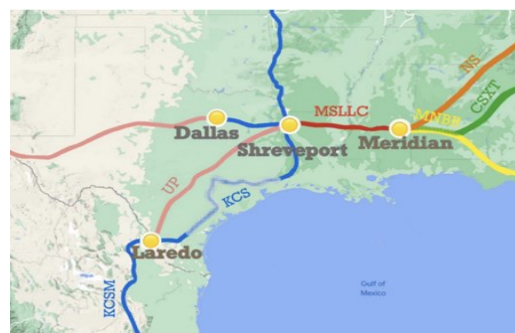 NS
CSXT
MSLLC
MNBR
Dallas
Shreveport
Meridian
UP
KCS
Laredo
KCSM
Gulf of
Mexico